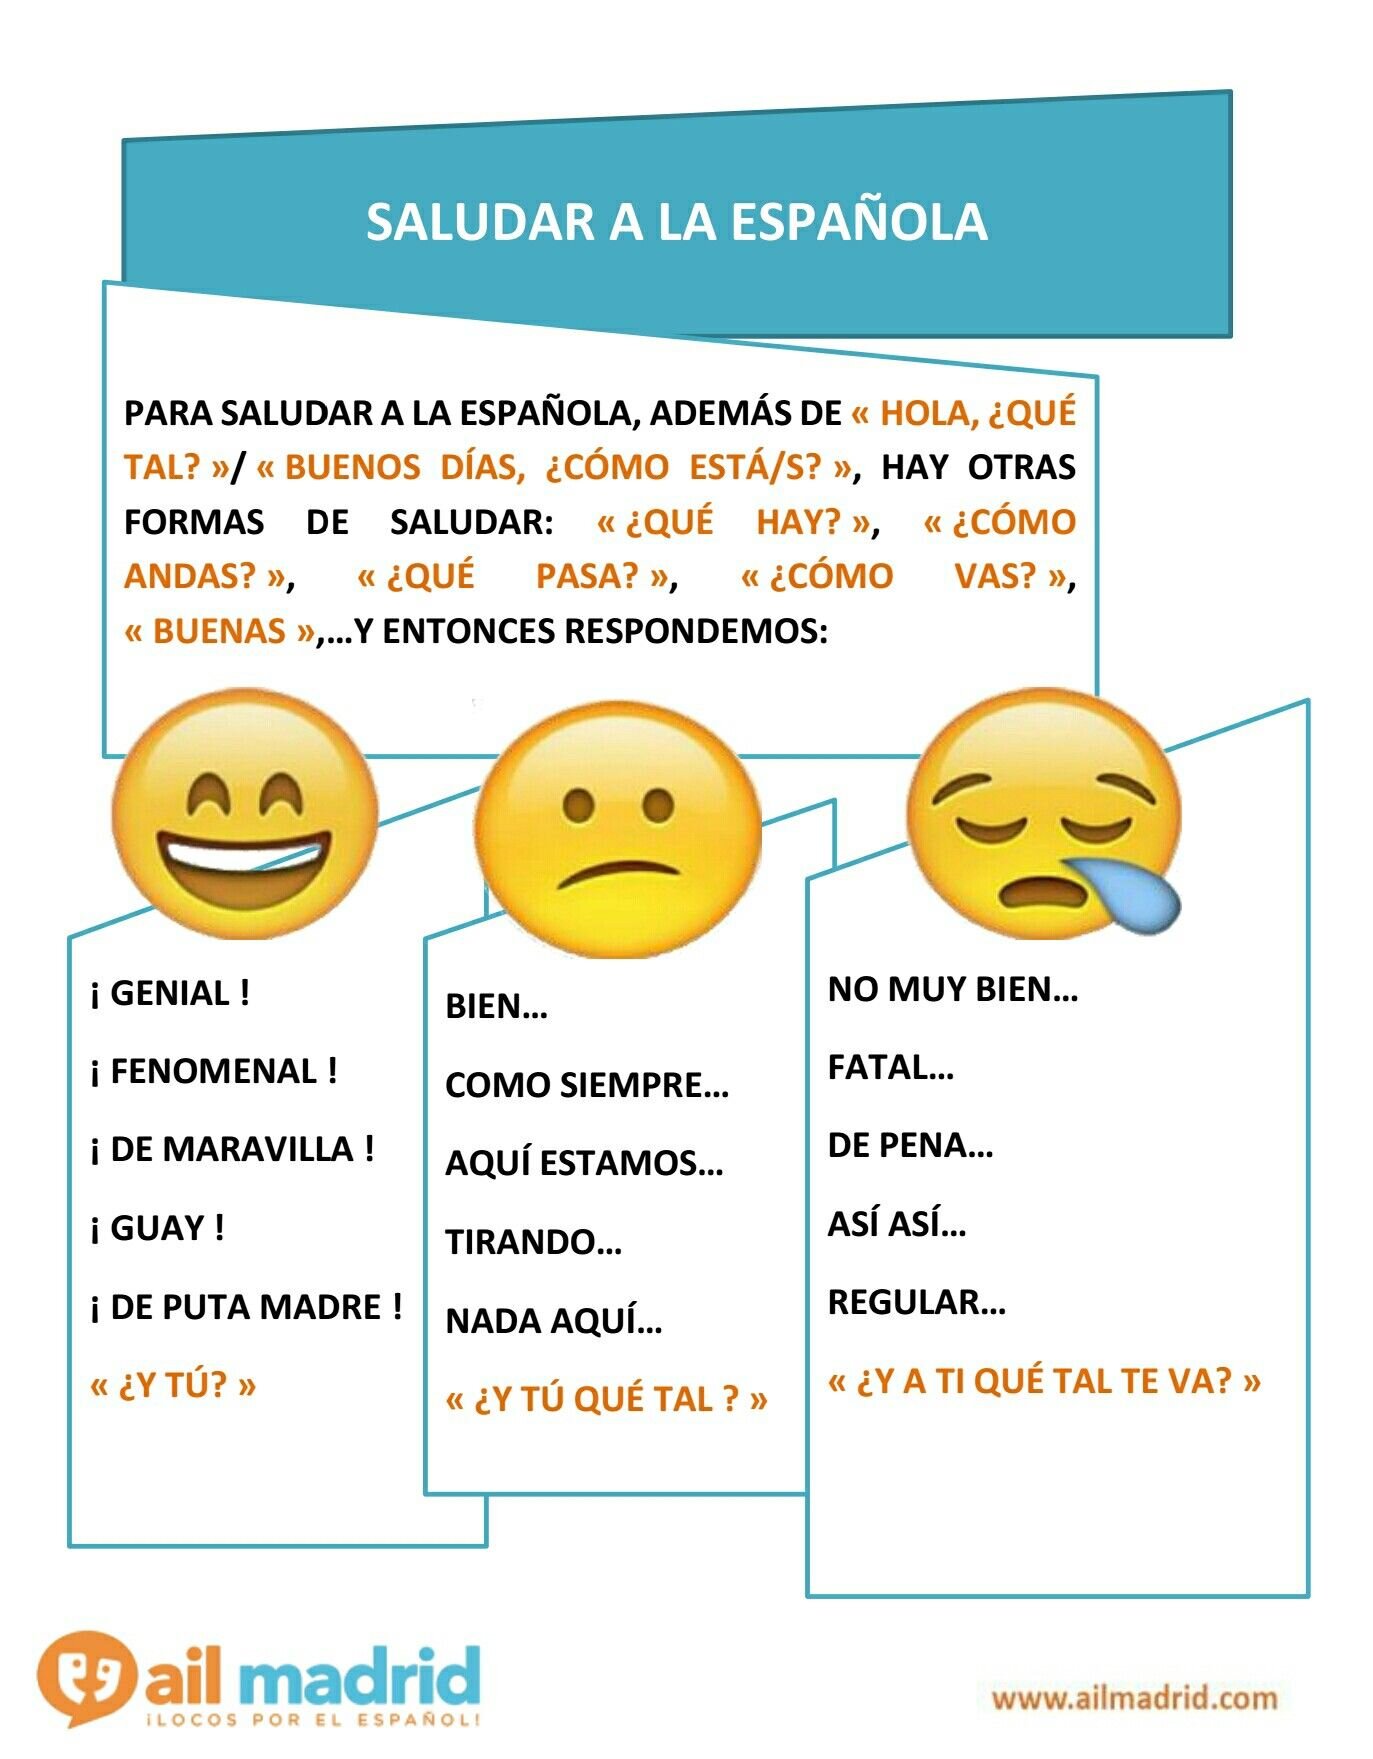 SALUDAR A LA ESPAÑOLA
PARA SALUDAR A LA ESPAÑOLA, ADEMÁS DE « HOLA, ¿QUÉ
TAL? »/ « BUENOS DÍAS, ¿CÓMO ESTÁ/S? », HAY OTRAS
FORMAS DE SALUDAR: « ¿QUÉ HAY? », « ¿CÓMO
ANDAS? », « ¿QUÉ PASA? », « ¿CÓMO VAS? »,
« BUENAS »,...Y ENTONCES RESPONDEMOS:
¡ GENIAL !
¡ FENOMENAL !
¡ DE MARAVILLA !
¡ GUAY !
¡ DE PUTA MADRE !
« ¿Y TÚ? »
BIEN...
COMO SIEMPRE...
AQUÍ ESTAMOS...
TIRANDO...
NADA AQUÍ...
« ¿Y TÚ QUÉ TAL ? »
NO MUY BIEN...
FATAL...
DE PENA...
ASÍ ASÍ...
REGULAR...
« ¿Y A TI QUÉ TAL TE VA? »
ail madrid
¡LOCOS POR EL ESPAÑOL!
www.ailmadrid.com